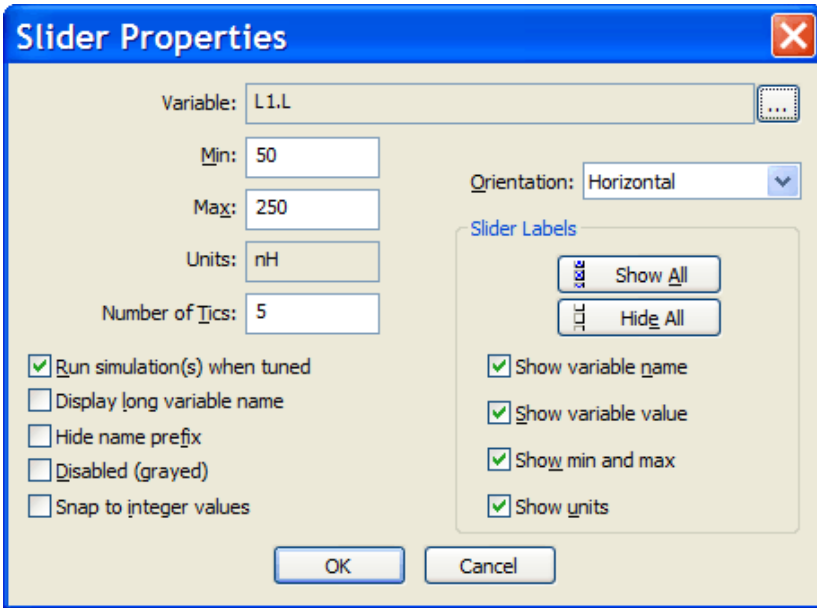 Slider Properties
Variable: L1.L ...
Min: 50
Max: 250
Units: nH
Number of Tics: 5
Run simulation(s) when tuned
Display long variable name
Hide name prefix
Disabled (grayed)
Snap to integer values
Orientation: Horizontal
Slider Labels
Show All
Hide All
Show variable name
Show variable value
Show min and max
Show units
OK Cancel